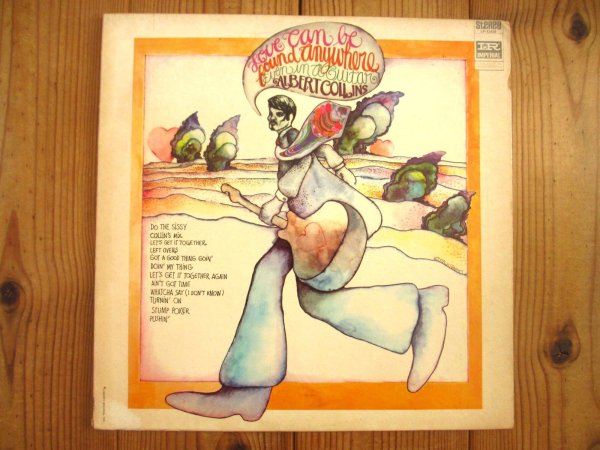 Love can be
found anywhere
Even in a Guitar
ALBERT COLLINS
Stereo
IR
IMPERIAL
DO THE SISSY
COLLIN'S MIX
LET'S GET IT TOGETHER
LEFT OVERS
GOT A GOOD THING GOIN'
DOIN' MY THING
LET'S GET IT TOGETHER AGAIN
AIN'T GOT TIME
WHATCHA SAY (I DON'T KNOW)
TURNIN' ON
STUMP POKER
PUSHIN'